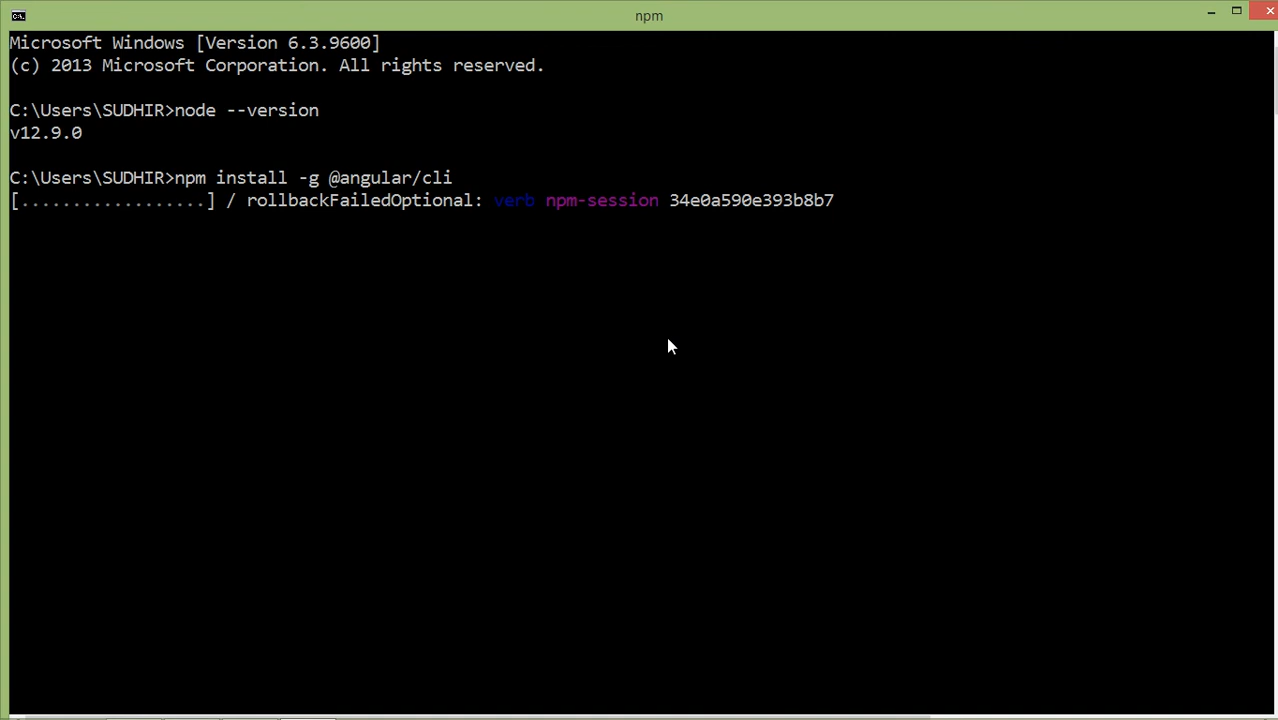 npm
Microsoft Windows [Version 6.3.9600]
(c) 2013 Microsoft Corporation. All rights reserved.
C:\Users\SUDHIR>node --version
v12.9.0
C:\Users\SUDHIR>npm install -g @angular/cli
[..................] / rollbackFailedOptional: verb npm-session 34e0a590e393b8b7